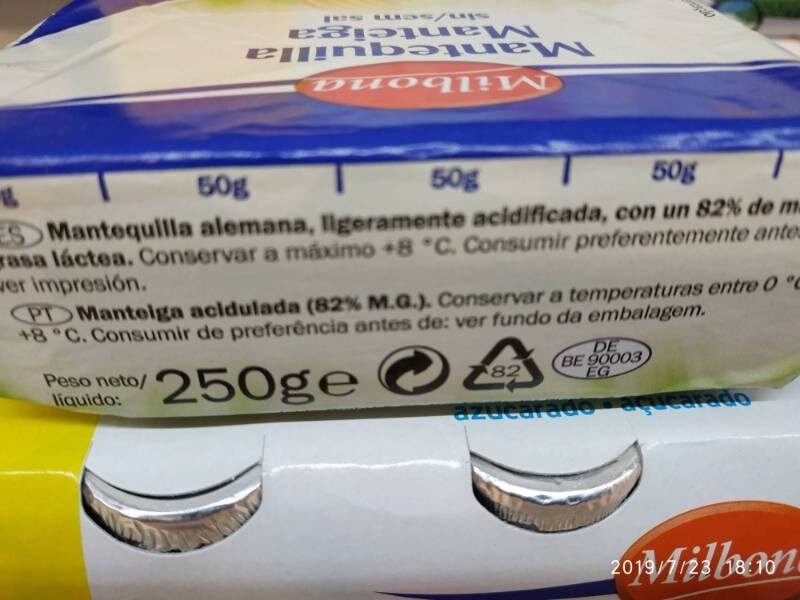 Mantequilla
Manteiga
sin/sem sal
Milbona
50g
50g
50g
ES Mantequilla alemana, ligeramente acidificada, con un 82% de
láctea. Conservar a máximo +8 °C. Consumir preferentemente
ver impresión.
PT Manteiga acidulada (82% M.G.). Conservar a temperaturas entre 0
+8 °C. Consumir de preferência antes de: ver fundo da embalagem.
Peso neto/
líquido:
250g e
82
DE
BE 90003
EG
azucarado • açucarado
Milbona
2019/7/23 18:10